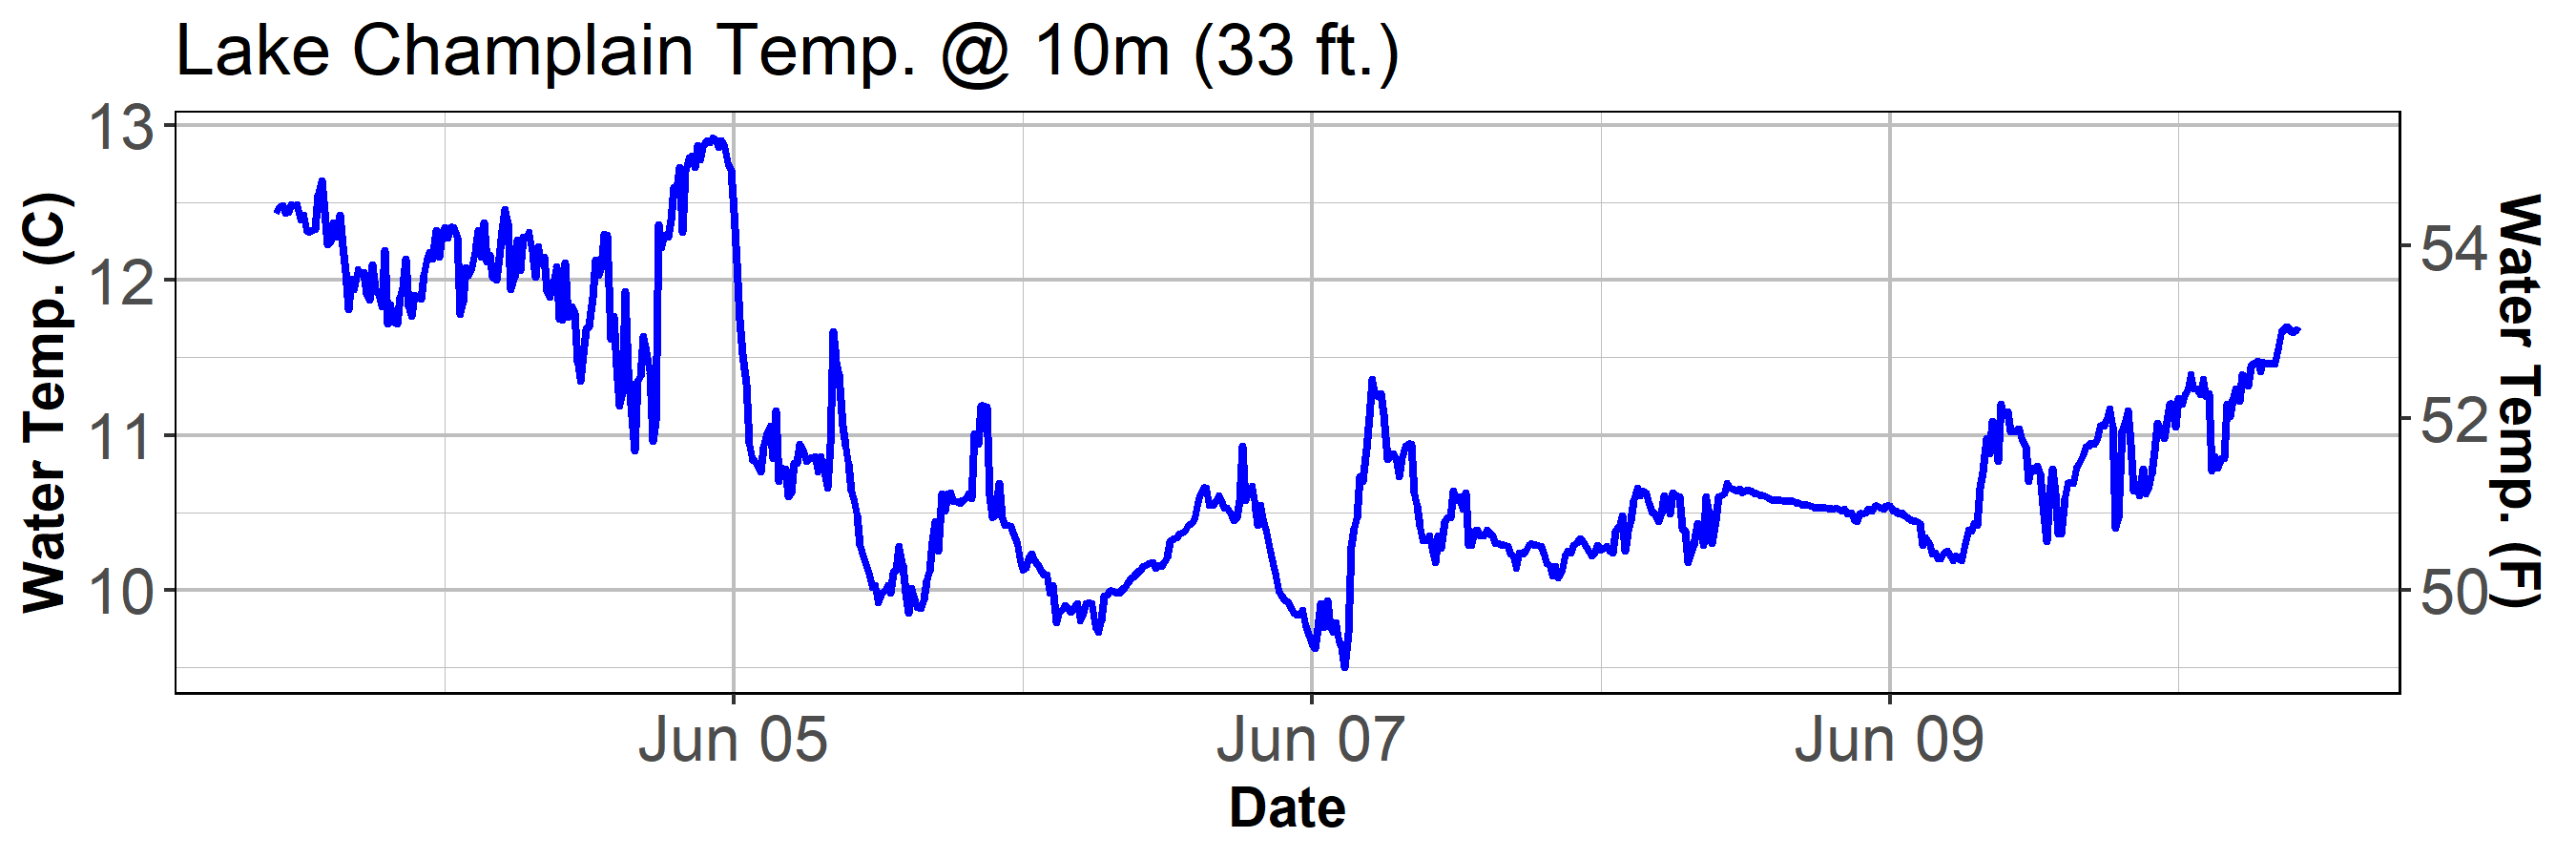 Lake Champlain Temp. @ 10m (33 ft.)
Water Temp. (C)
13
12
11
10
54
52
50
Water Temp. (F)
Jun 05
Jun 07
Jun 09
Date